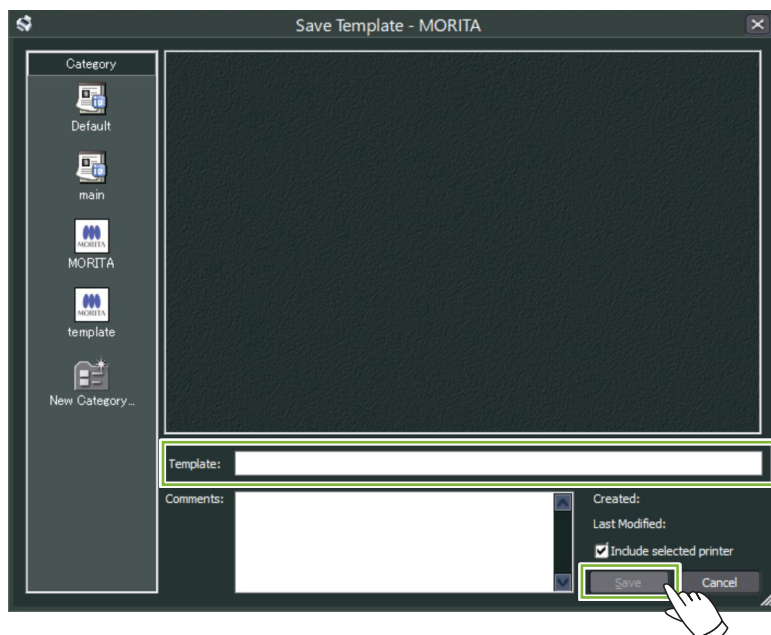 Save Template - MORITA
Category
Default
main
MORITA
MORITA
MORITA
template
New Category...
Template:
Comments:
Created:
Last Modified:
Include selected printer
Save
Cancel